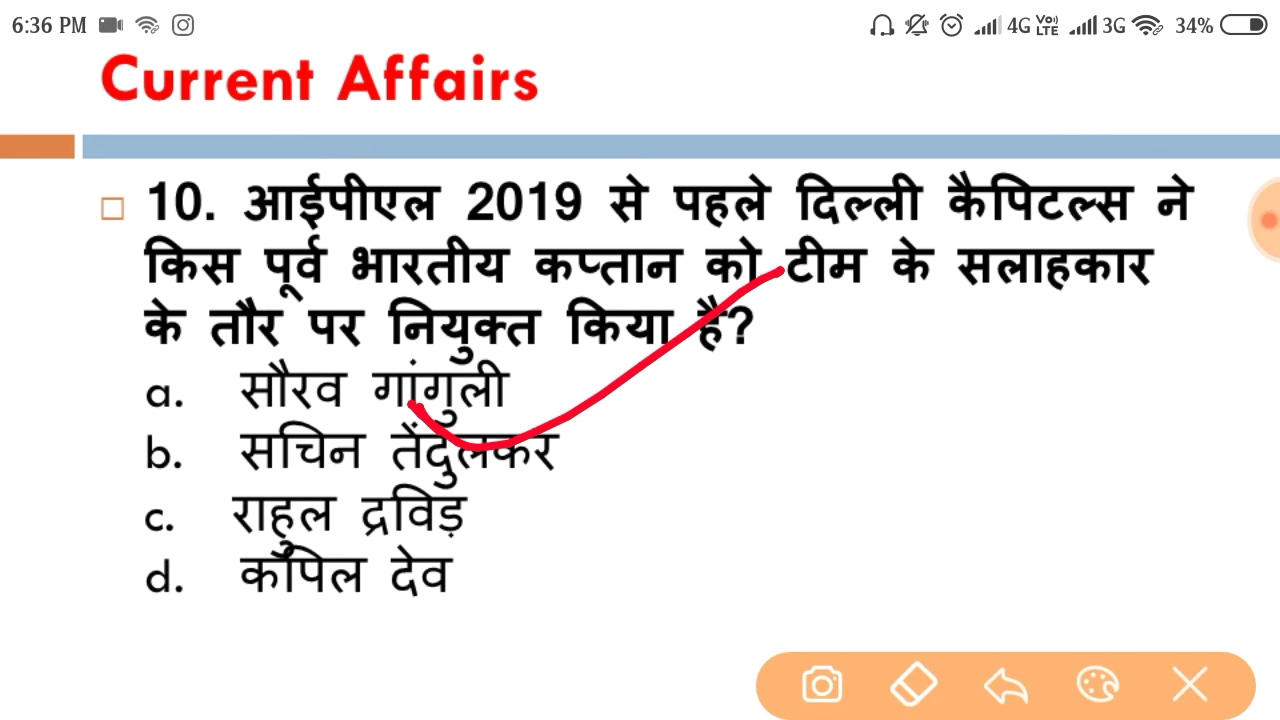 6:36 PM 4G VoLTE 3G 34%
Current Affairs
10. आईपीएल 2019 से पहले दिल्ली कैपिटल्स ने
किस पूर्व भारतीय कप्तान को टीम के सलाहकार
के तौर पर नियुक्त किया है?
a. सौरव गांगुली
b. सचिन तेंदुलकर
c. राहुल द्रविड़
d. कपिल देव